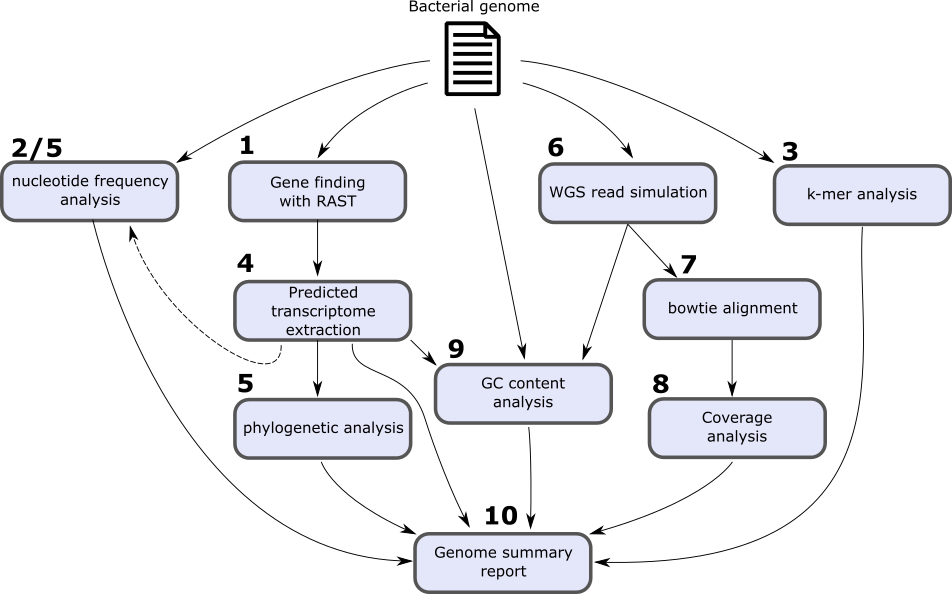 Bacterial genome
2/5
nucleotide frequency
analysis
1
Gene finding
with RAST
6
WGS read simulation
3
k-mer analysis
4
Predicted
transcriptome
extraction
7
bowtie alignment
9
GC content
analysis
5
phylogenetic analysis
8
Coverage
analysis
10
Genome summary
report